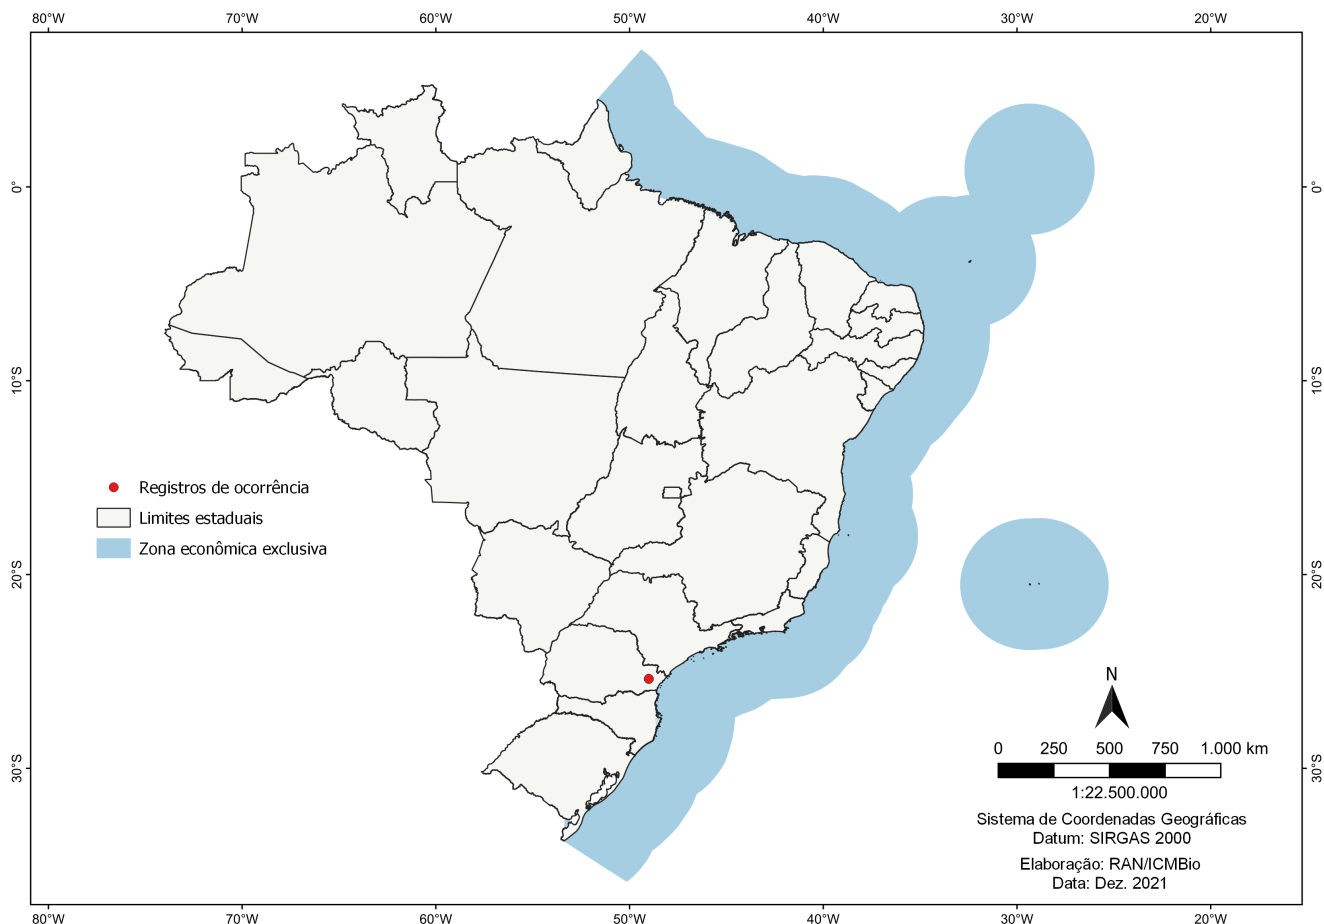 80°W 70°W 60°W 50°W 40°W 30°W 20°W
0° 0°
10°S 10°S
Registros de ocorrência
Limites estaduais
Zona econômica exclusiva
20°S 20°S
N
0 250 500 750 1.000 km
30°S 30°S
1:22.500.000
Sistema de Coordenadas Geográficas
Datum: SIRGAS 2000
Elaboração: RAN/ICMBio
Data: Dez. 2021
80°W 70°W 60°W 50°W 40°W 30°W 20°W